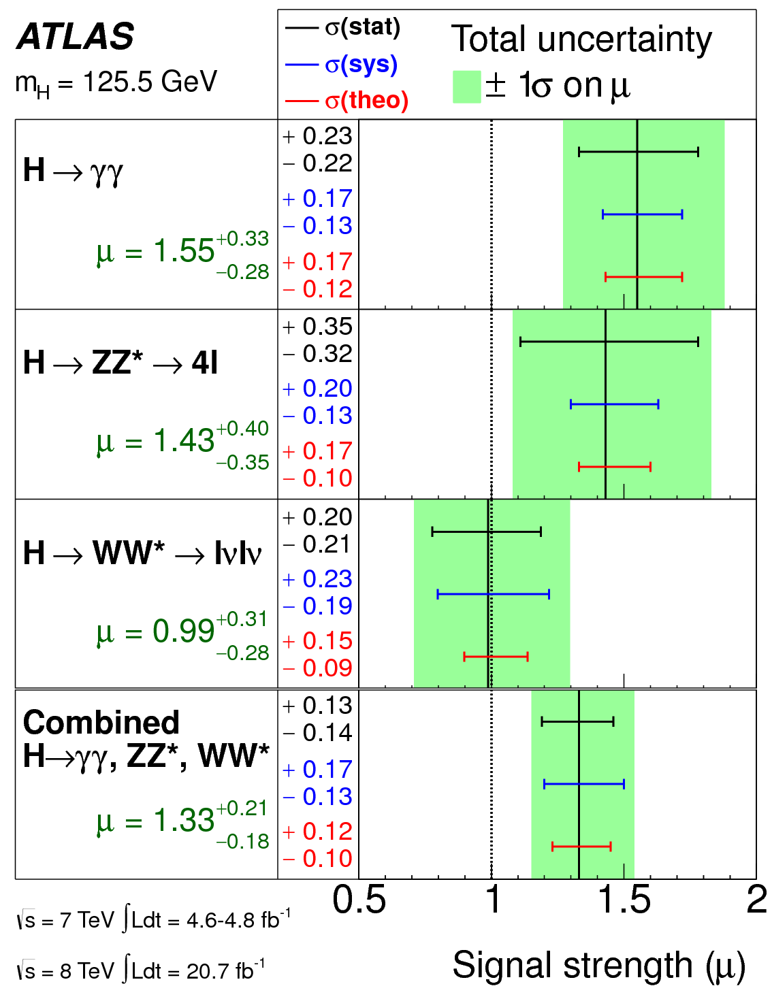 ATLAS
m_H = 125.5 GeV
σ(stat)
σ(sys)
σ(theo)
Total uncertainty
± 1σ on μ
H → γγ
μ = 1.55 +0.33 −0.28
+ 0.23
− 0.22
+ 0.17
− 0.13
+ 0.17
− 0.12
H → ZZ* → 4l
μ = 1.43 +0.40 −0.35
+ 0.35
− 0.32
+ 0.20
− 0.13
+ 0.17
− 0.10
H → WW* → lνlν
μ = 0.99 +0.31 −0.28
+ 0.20
− 0.21
+ 0.23
− 0.19
+ 0.15
− 0.09
Combined
H→γγ, ZZ*, WW*
μ = 1.33 +0.21 −0.18
+ 0.13
− 0.14
+ 0.17
− 0.13
+ 0.12
− 0.10
0.5 1 1.5 2
√s = 7 TeV ∫Ldt = 4.6-4.8 fb⁻¹
√s = 8 TeV ∫Ldt = 20.7 fb⁻¹
Signal strength (μ)